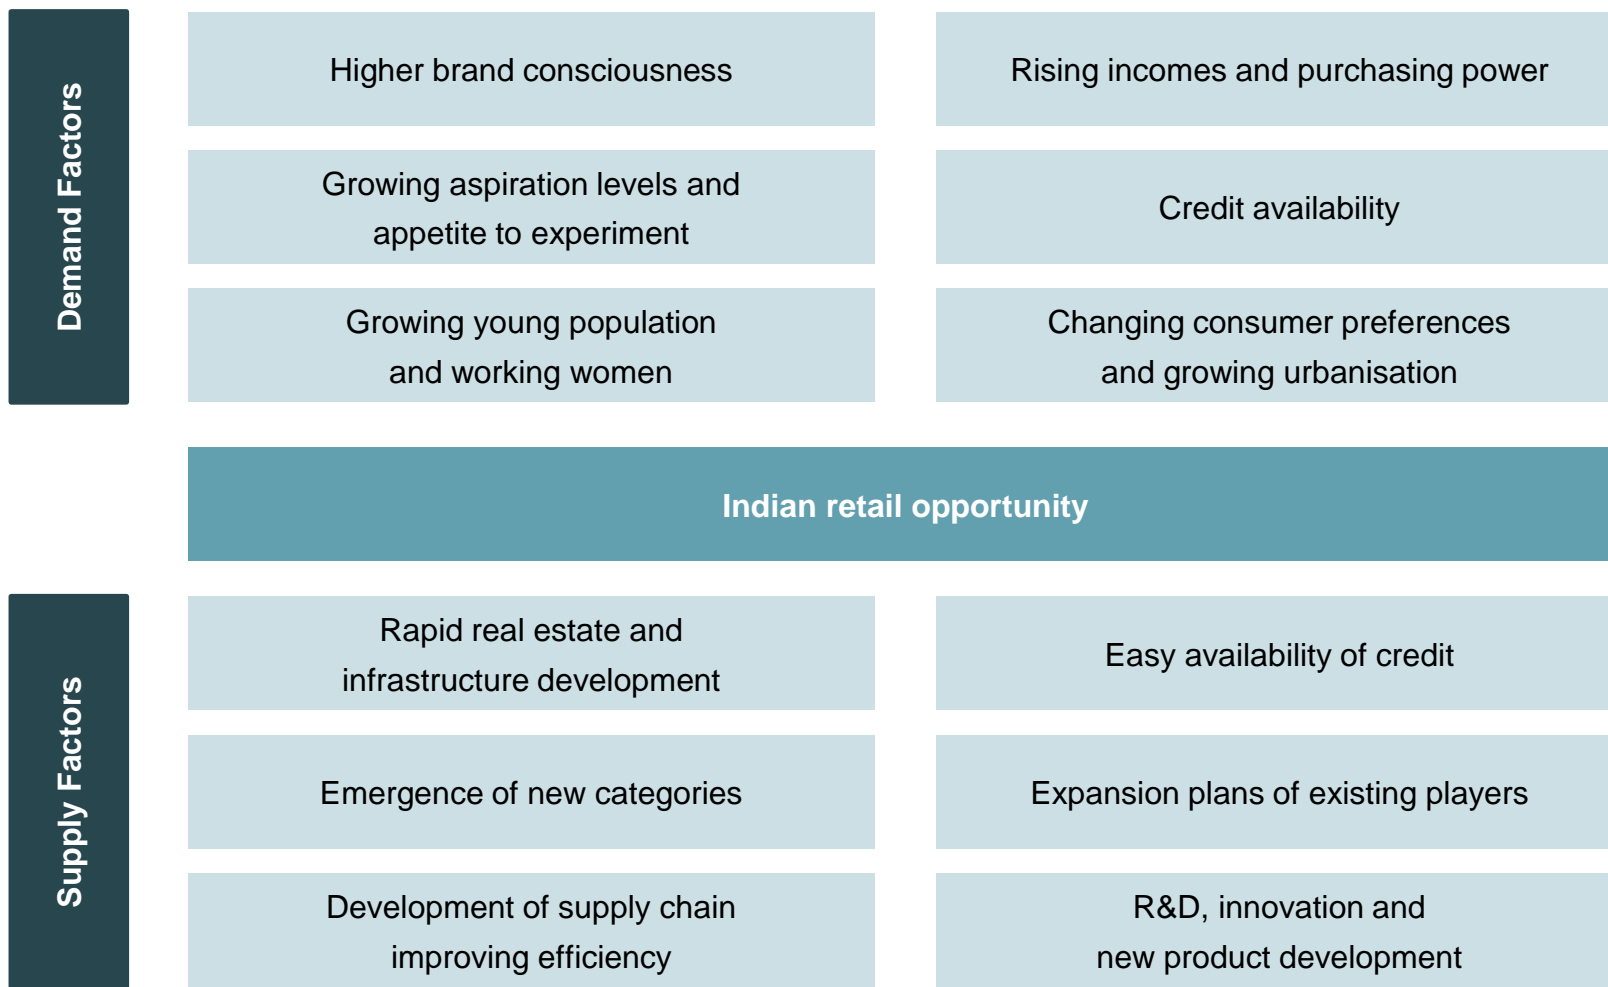 Demand Factors
Higher brand consciousness
Rising incomes and purchasing power
Growing aspiration levels and
appetite to experiment
Credit availability
Growing young population
and working women
Changing consumer preferences
and growing urbanisation
Indian retail opportunity
Supply Factors
Rapid real estate and
infrastructure development
Easy availability of credit
Emergence of new categories
Expansion plans of existing players
Development of supply chain
improving efficiency
R&D, innovation and
new product development